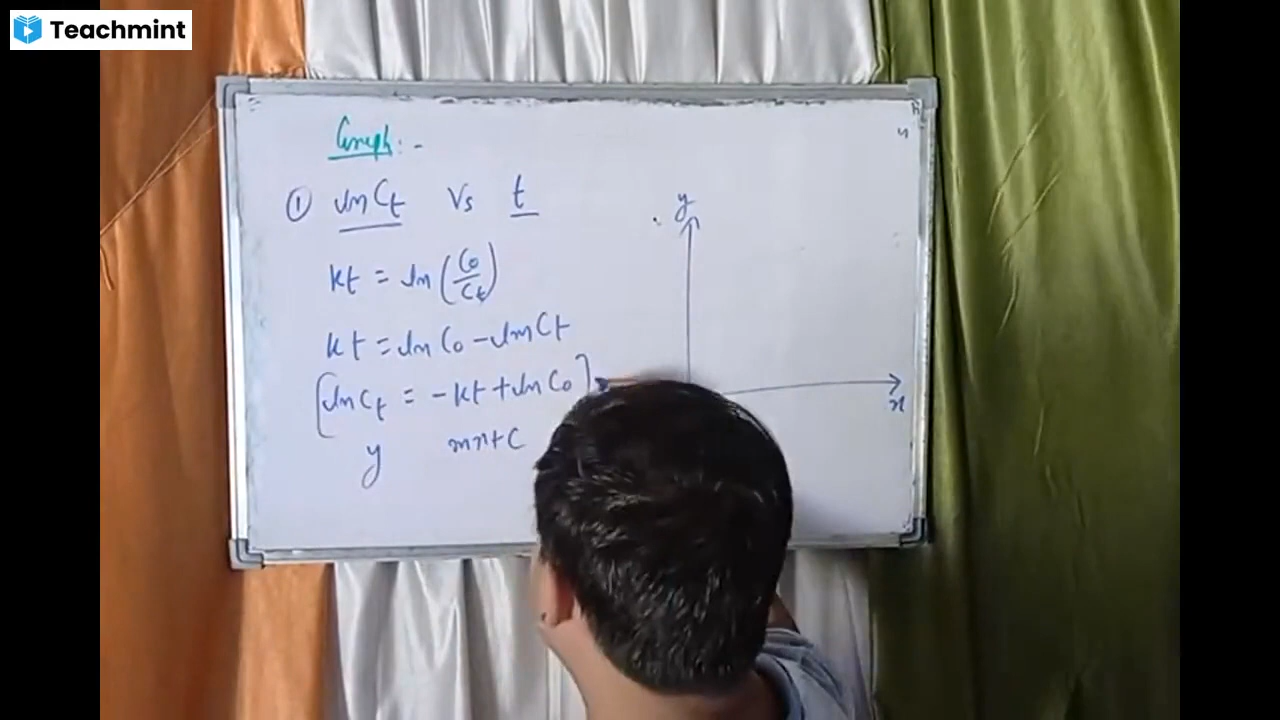 Teachmint
Graph:-
① ln Ct Vs t
kt = ln (C0/Ct)
kt = ln C0 - ln Ct
[ln Ct = -kt + ln C0]
y mx+C
y
x